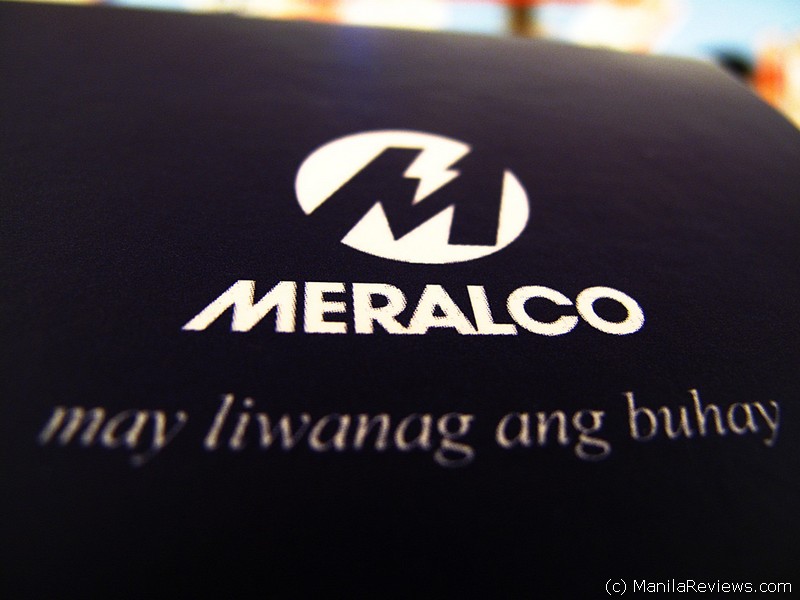 MERALCO
may liwanag ang buhay
(c) ManilaReviews.com